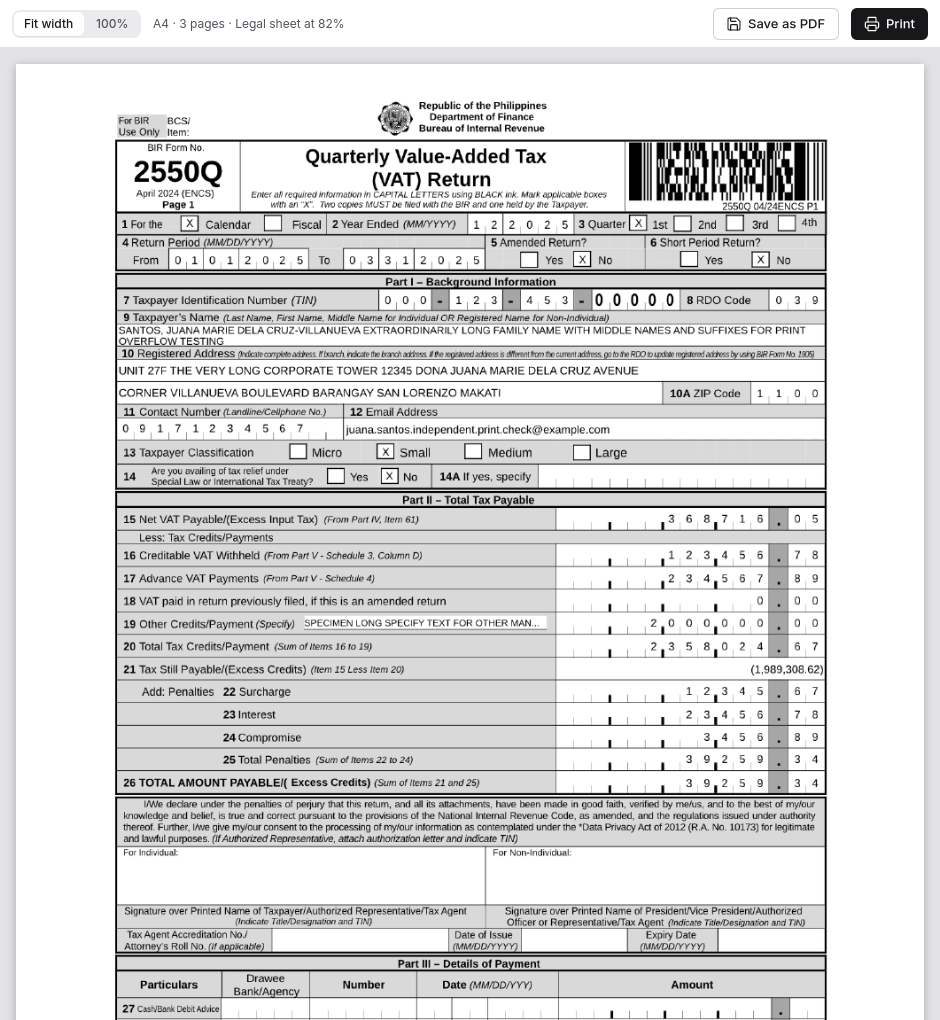 Fit width 100% A4 · 3 pages · Legal sheet at 82% Save as PDF Print
Republic of the Philippines
Department of Finance
Bureau of Internal Revenue
For BIR BCS/
Use Only Item:
BIR Form No.
2550Q
April 2024 (ENCS)
Page 1
Quarterly Value-Added Tax
(VAT) Return
Enter all required information in CAPITAL LETTERS using BLACK ink. Mark applicable boxes
with an "X". Two copies MUST be filed with the BIR and one held by the Taxpayer.
2550Q 04/24ENCS P1
1 For the X Calendar Fiscal 2 Year Ended (MM/YYYY) 1 2 2 0 2 5 3 Quarter X 1st 2nd 3rd 4th
4 Return Period (MM/DD/YYYY) 5 Amended Return? 6 Short Period Return?
From 0 1 0 1 2 0 2 5 To 0 3 3 1 2 0 2 5 Yes X No Yes X No
Part I – Background Information
7 Taxpayer Identification Number (TIN) 0 0 0 - 1 2 3 - 4 5 3 - 0 0 0 0 0 8 RDO Code 0 3 9
9 Taxpayer's Name (Last Name, First Name, Middle Name for Individual OR Registered Name for Non-Individual)
SANTOS, JUANA MARIE DELA CRUZ-VILLANUEVA EXTRAORDINARILY LONG FAMILY NAME WITH MIDDLE NAMES AND SUFFIXES FOR PRINT
OVERFLOW TESTING
10 Registered Address (Indicate complete address. If branch, indicate the branch address. If the registered address is different from the current address, go to the RDO to update registered address by using BIR Form No. 1905)
UNIT 27F THE VERY LONG CORPORATE TOWER 12345 DONA JUANA MARIE DELA CRUZ AVENUE
CORNER VILLANUEVA BOULEVARD BARANGAY SAN LORENZO MAKATI 10A ZIP Code 1 1 0 0
11 Contact Number (Landline/Cellphone No.) 12 Email Address
0 9 1 7 1 2 3 4 5 6 7 juana.santos.independent.print.check@example.com
13 Taxpayer Classification Micro X Small Medium Large
14 Are you availing of tax relief under
Special Law or International Tax Treaty? Yes X No 14A If yes, specify
Part II – Total Tax Payable
15 Net VAT Payable/(Excess Input Tax) (From Part IV, Item 61) 3 6 8 7 1 6 . 0 5
Less: Tax Credits/Payments
16 Creditable VAT Withheld (From Part V - Schedule 3, Column D) 1 2 3 4 5 6 . 7 8
17 Advance VAT Payments (From Part V - Schedule 4) 2 3 4 5 6 7 . 8 9
18 VAT paid in return previously filed, if this is an amended return 0 . 0 0
19 Other Credits/Payment (Specify) SPECIMEN LONG SPECIFY TEXT FOR OTHER MAN... 2 0 0 0 0 0 0 . 0 0
20 Total Tax Credits/Payment (Sum of Items 16 to 19) 2 3 5 8 0 2 4 . 6 7
21 Tax Still Payable/(Excess Credits) (Item 15 Less Item 20) (1,989,308.62)
Add: Penalties 22 Surcharge 1 2 3 4 5 . 6 7
23 Interest 2 3 4 5 6 . 7 8
24 Compromise 3 4 5 6 . 8 9
25 Total Penalties (Sum of Items 22 to 24) 3 9 2 5 9 . 3 4
26 TOTAL AMOUNT PAYABLE/( Excess Credits) (Sum of Items 21 and 25) 3 9 2 5 9 . 3 4
I/We declare under the penalties of perjury that this return, and all its attachments, have been made in good faith, verified by me/us, and to the best of my/our
knowledge and belief, is true and correct pursuant to the provisions of the National Internal Revenue Code, as amended, and the regulations issued under authority
thereof. Further, I/we give my/our consent to the processing of my/our information as contemplated under the *Data Privacy Act of 2012 (R.A. No. 10173) for legitimate
and lawful purposes. (If Authorized Representative, attach authorization letter and indicate TIN)
For Individual: For Non-Individual:
Signature over Printed Name of Taxpayer/Authorized Representative/Tax Agent
(Indicate Title/Designation and TIN)
Signature over Printed Name of President/Vice President/Authorized
Officer or Representative/Tax Agent (Indicate Title/Designation and TIN)
Tax Agent Accreditation No./
Attorney's Roll No. (if applicable)
Date of Issue
(MM/DD/YYYY)
Expiry Date
(MM/DD/YYYY)
Part III – Details of Payment
Particulars Drawee
Bank/Agency Number Date (MM/DD/YYY) Amount
27 Cash/Bank Debit Advice .